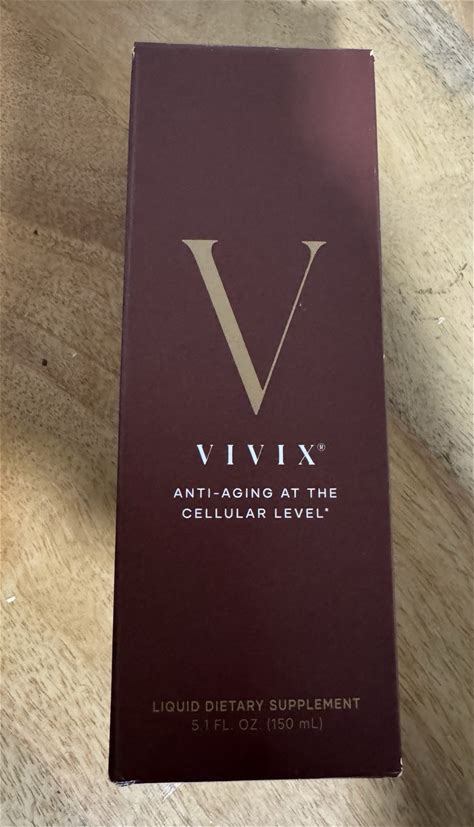 V
VIVIX®
ANTI-AGING AT THE
CELLULAR LEVEL*
LIQUID DIETARY SUPPLEMENT
5.1 FL. OZ. (150 mL)